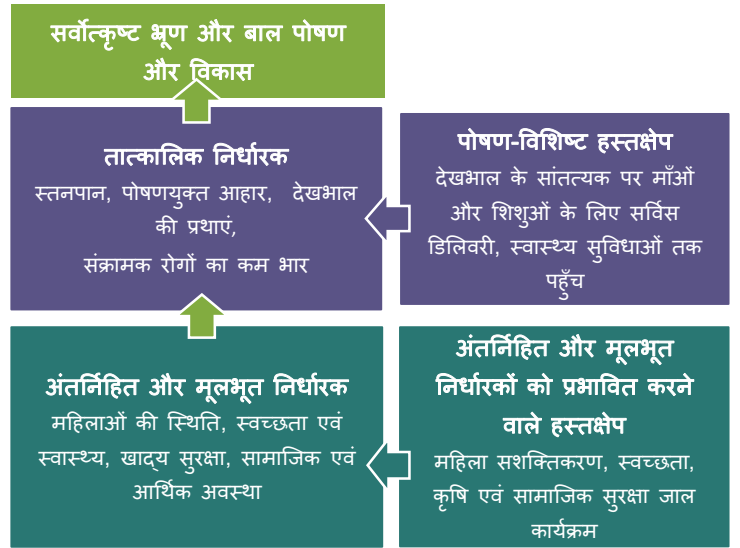 सर्वोत्कृष्ट भ्रूण और बाल पोषण
और विकास
तात्कालिक निर्धारक
स्तनपान, पोषणयुक्त आहार, देखभाल
की प्रथाएं,
संक्रामक रोगों का कम भार
पोषण-विशिष्ट हस्तक्षेप
देखभाल के सांतत्यक पर माँओं
और शिशुओं के लिए सर्विस
डिलिवरी, स्वास्थ्य सुविधाओं तक
पहुँच
अंतर्निहित और मूलभूत निर्धारक
महिलाओं की स्थिति, स्वच्छता एवं
स्वास्थ्य, खाद्य सुरक्षा, सामाजिक एवं
आर्थिक अवस्था
अंतर्निहित और मूलभूत
निर्धारकों को प्रभावित करने
वाले हस्तक्षेप
महिला सशक्तिकरण, स्वच्छता,
कृषि एवं सामाजिक सुरक्षा जाल
कार्यक्रम